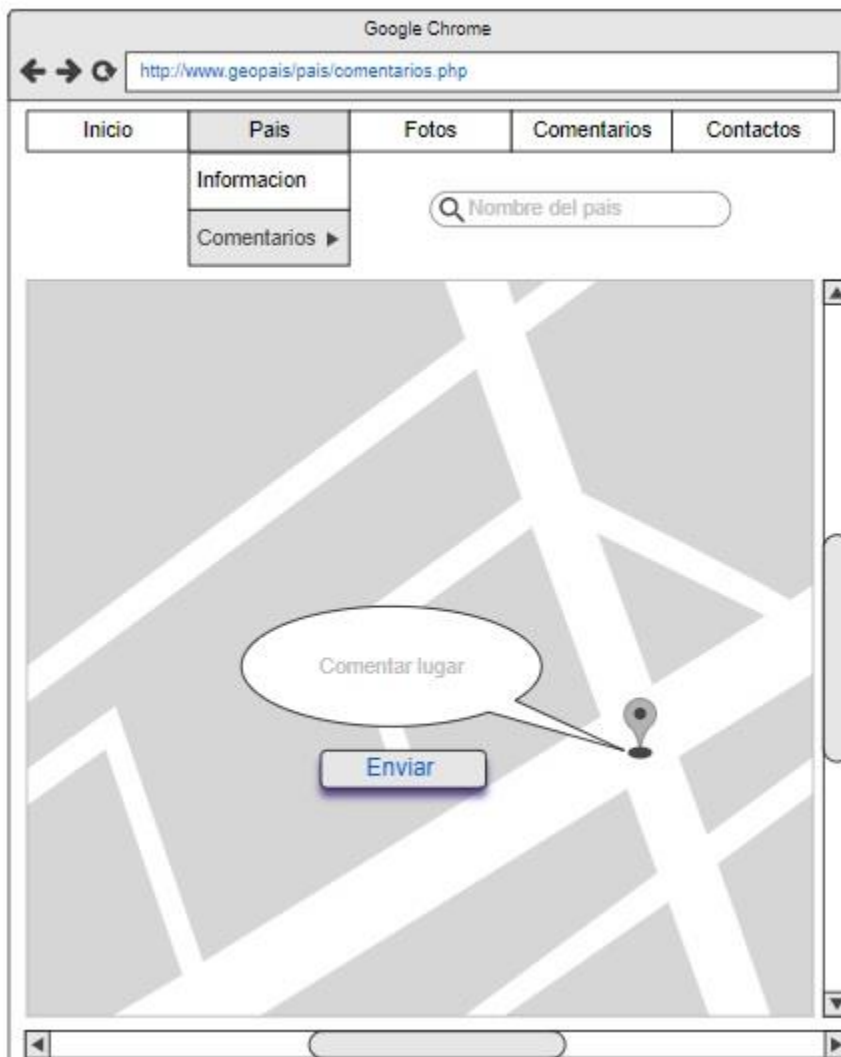 Google Chrome
http://www.geopais/pais/comentarios.php
Inicio Pais Fotos Comentarios Contactos
Informacion
Nombre del pais
Comentarios
Comentar lugar
Enviar